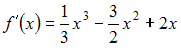 f'(x) = 1/3 x³ − 3/2 x² + 2x